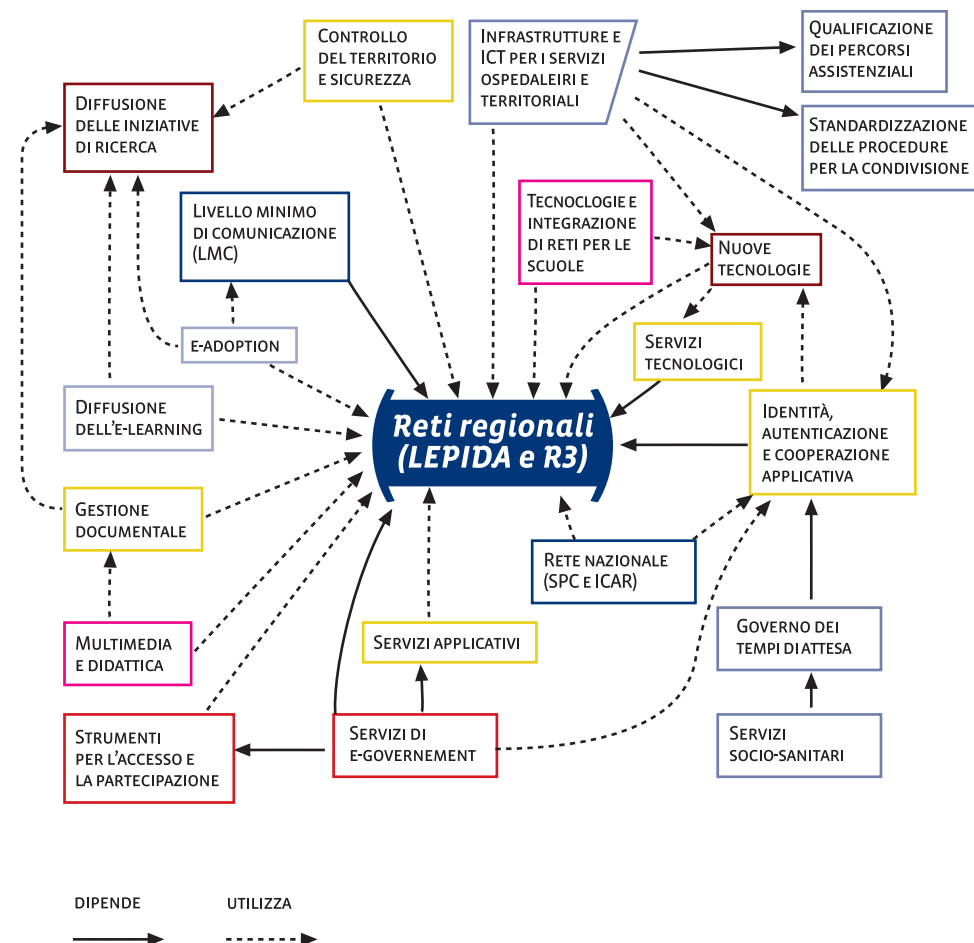 Controllo
del territorio
e sicurezza
Infrastrutture e
ICT per i servizi
ospedaleiri e
territoriali
Qualificazione
dei percorsi
assistenziali
Diffusione
delle iniziative
di ricerca
Standardizzazione
delle procedure
per la condivisione
Livello minimo
di comunicazione
(LMC)
Tecnoclogie e
integrazione
di reti per le
scuole
Nuove
tecnologie
e-adoption
Servizi
tecnologici
Diffusione
dell'e-learning
Reti regionali
(LEPIDA e R3)
Identità,
autenticazione
e cooperazione
applicativa
Gestione
documentale
Rete nazionale
(SPC e ICAR)
Multimedia
e didattica
Servizi applicativi
Governo dei
tempi di attesa
Strumenti
per l'accesso e
la partecipazione
Servizi di
e-governement
Servizi
socio-sanitari
dipende
utilizza